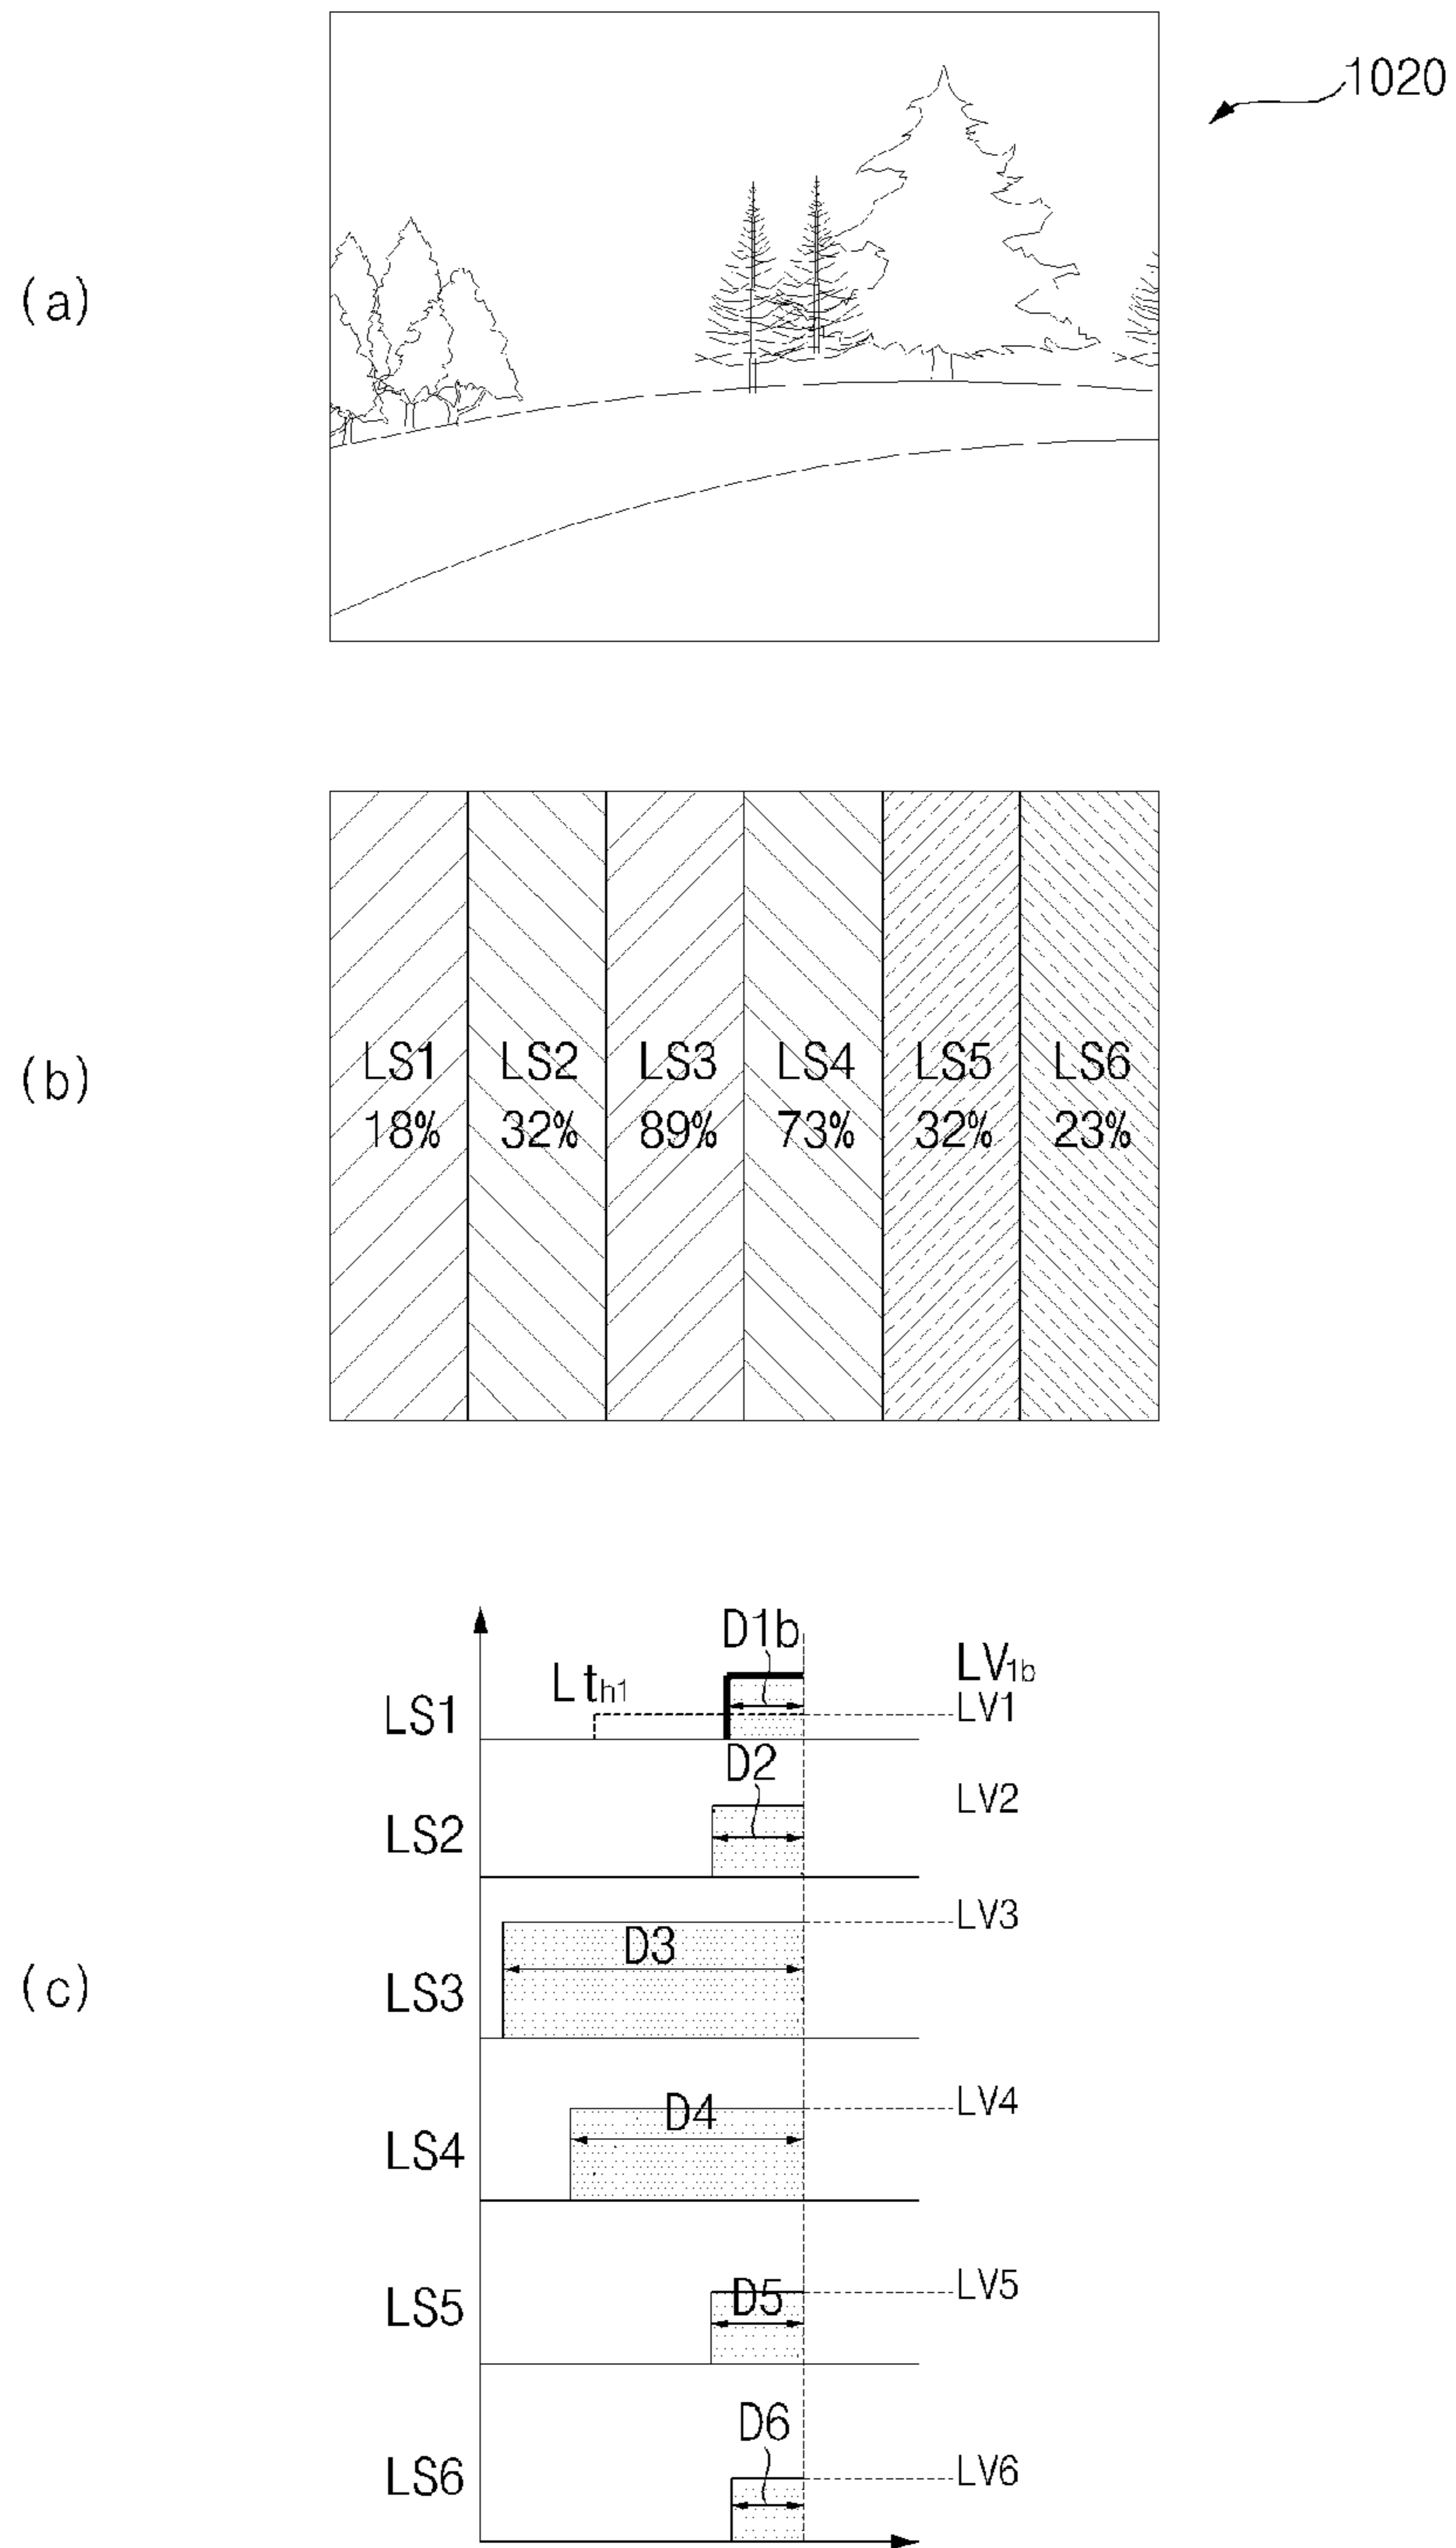 1020
(a)
(b)
LS1 LS2 LS3 LS4 LS5 LS6
18% 32% 89% 73% 32% 23%
(c)
D1b
Lth1
LV1b
LS1
LV1
D2
LV2
LS2
LV3
D3
LS3
LV4
D4
LS4
LV5
D5
LS5
D6
LV6
LS6